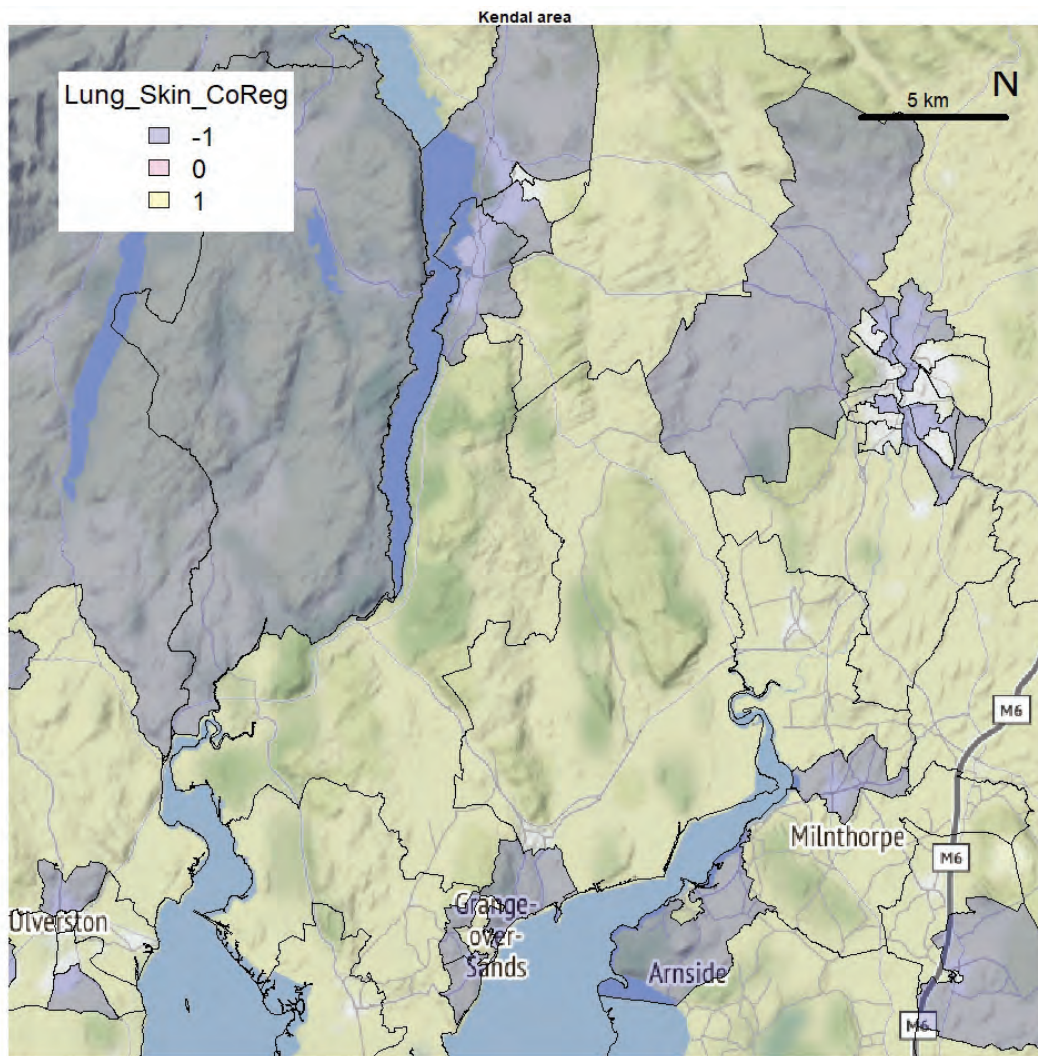 Kendal area
Lung_Skin_CoReg
-1
0
1
N
5 km
M6
Milnthorpe
M6
Ulverston
Grange-
over-
Sands
Arnside
M6